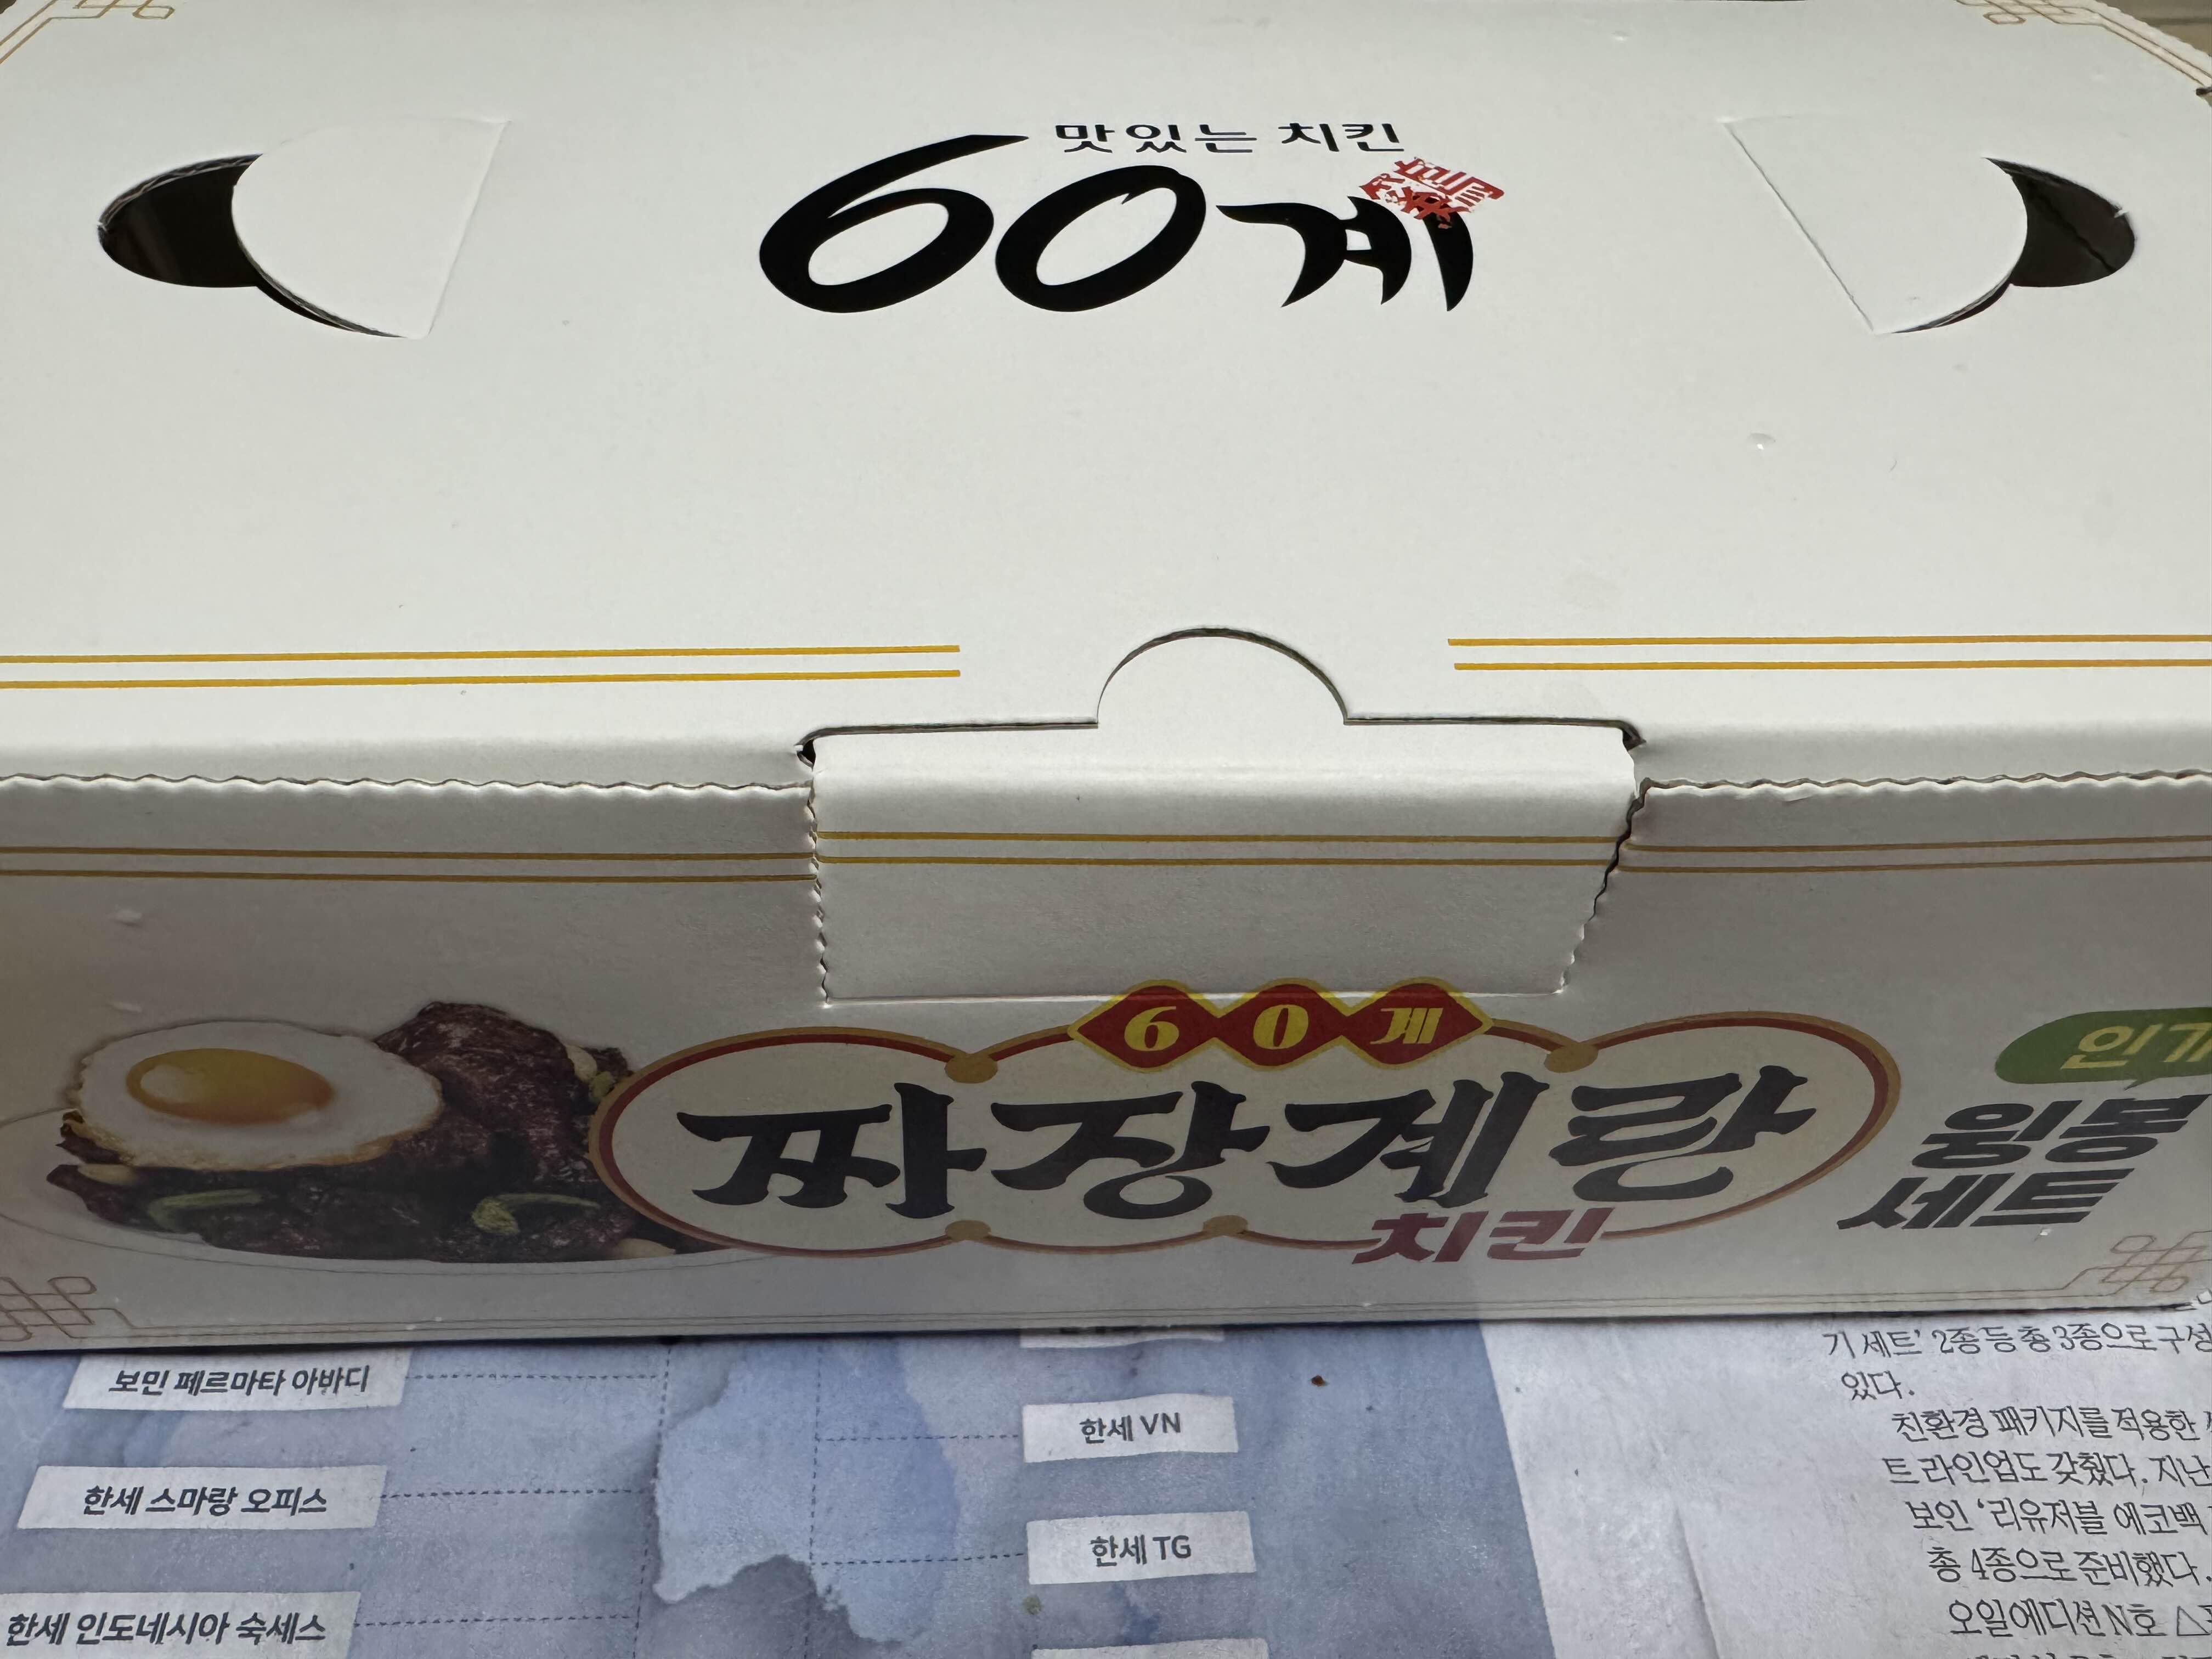 맛있는 치킨
60계
60계
짜장계란
치킨
윙봉
세트
보민 페르마타 아바디
한세 스마랑 오피스
한세 인도네시아 숙세스
한세 VN
한세 TG
기 세트' 2종 등 총 3종으로 구성
있다.
친환경 패키지를 적용한
트 라인업도 갖췄다. 지난
보인 '리유저블 에코백
총 4종으로 준비했다.
오일에디션 N호 △